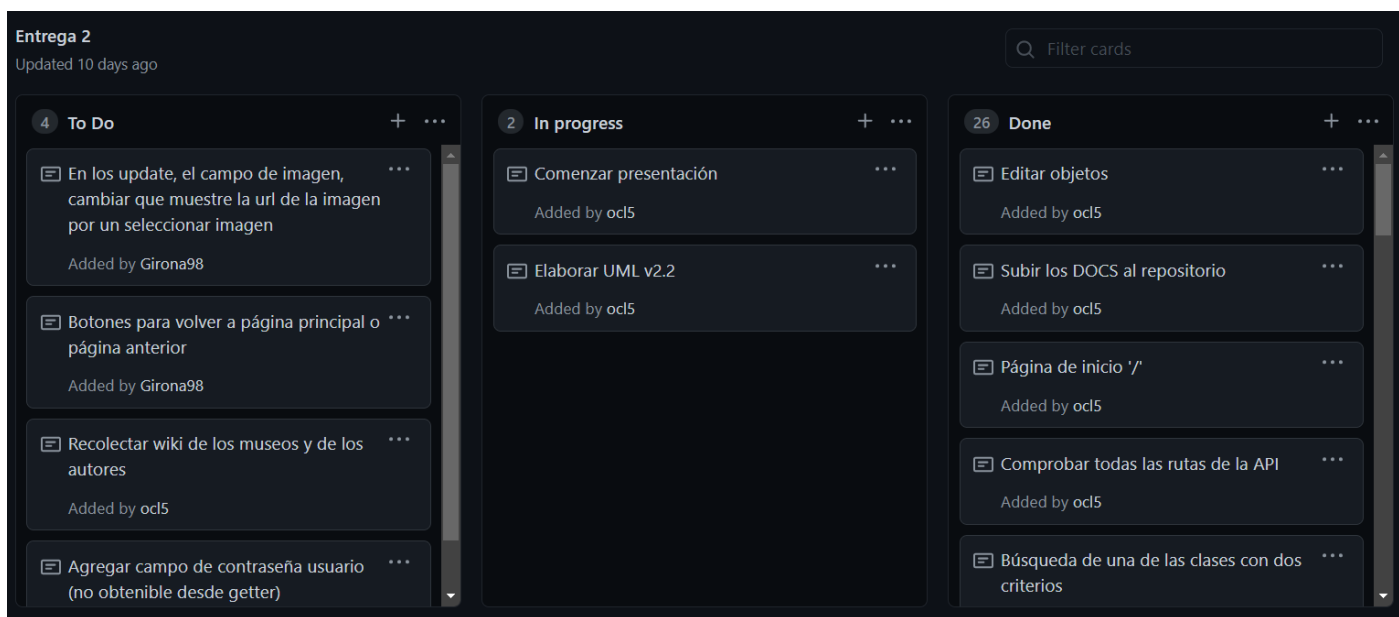 Entrega 2
Updated 10 days ago
Filter cards
4 To Do
En los update, el campo de imagen,
cambiar que muestre la url de la imagen
por un seleccionar imagen
Added by Girona98
Botones para volver a página principal o
página anterior
Added by Girona98
Recolectar wiki de los museos y de los
autores
Added by ocl5
Agregar campo de contraseña usuario
(no obtenible desde getter)
2 In progress
Comenzar presentación
Added by ocl5
Elaborar UML v2.2
Added by ocl5
26 Done
Editar objetos
Added by ocl5
Subir los DOCS al repositorio
Added by ocl5
Página de inicio '/'
Added by ocl5
Comprobar todas las rutas de la API
Added by ocl5
Búsqueda de una de las clases con dos
criterios